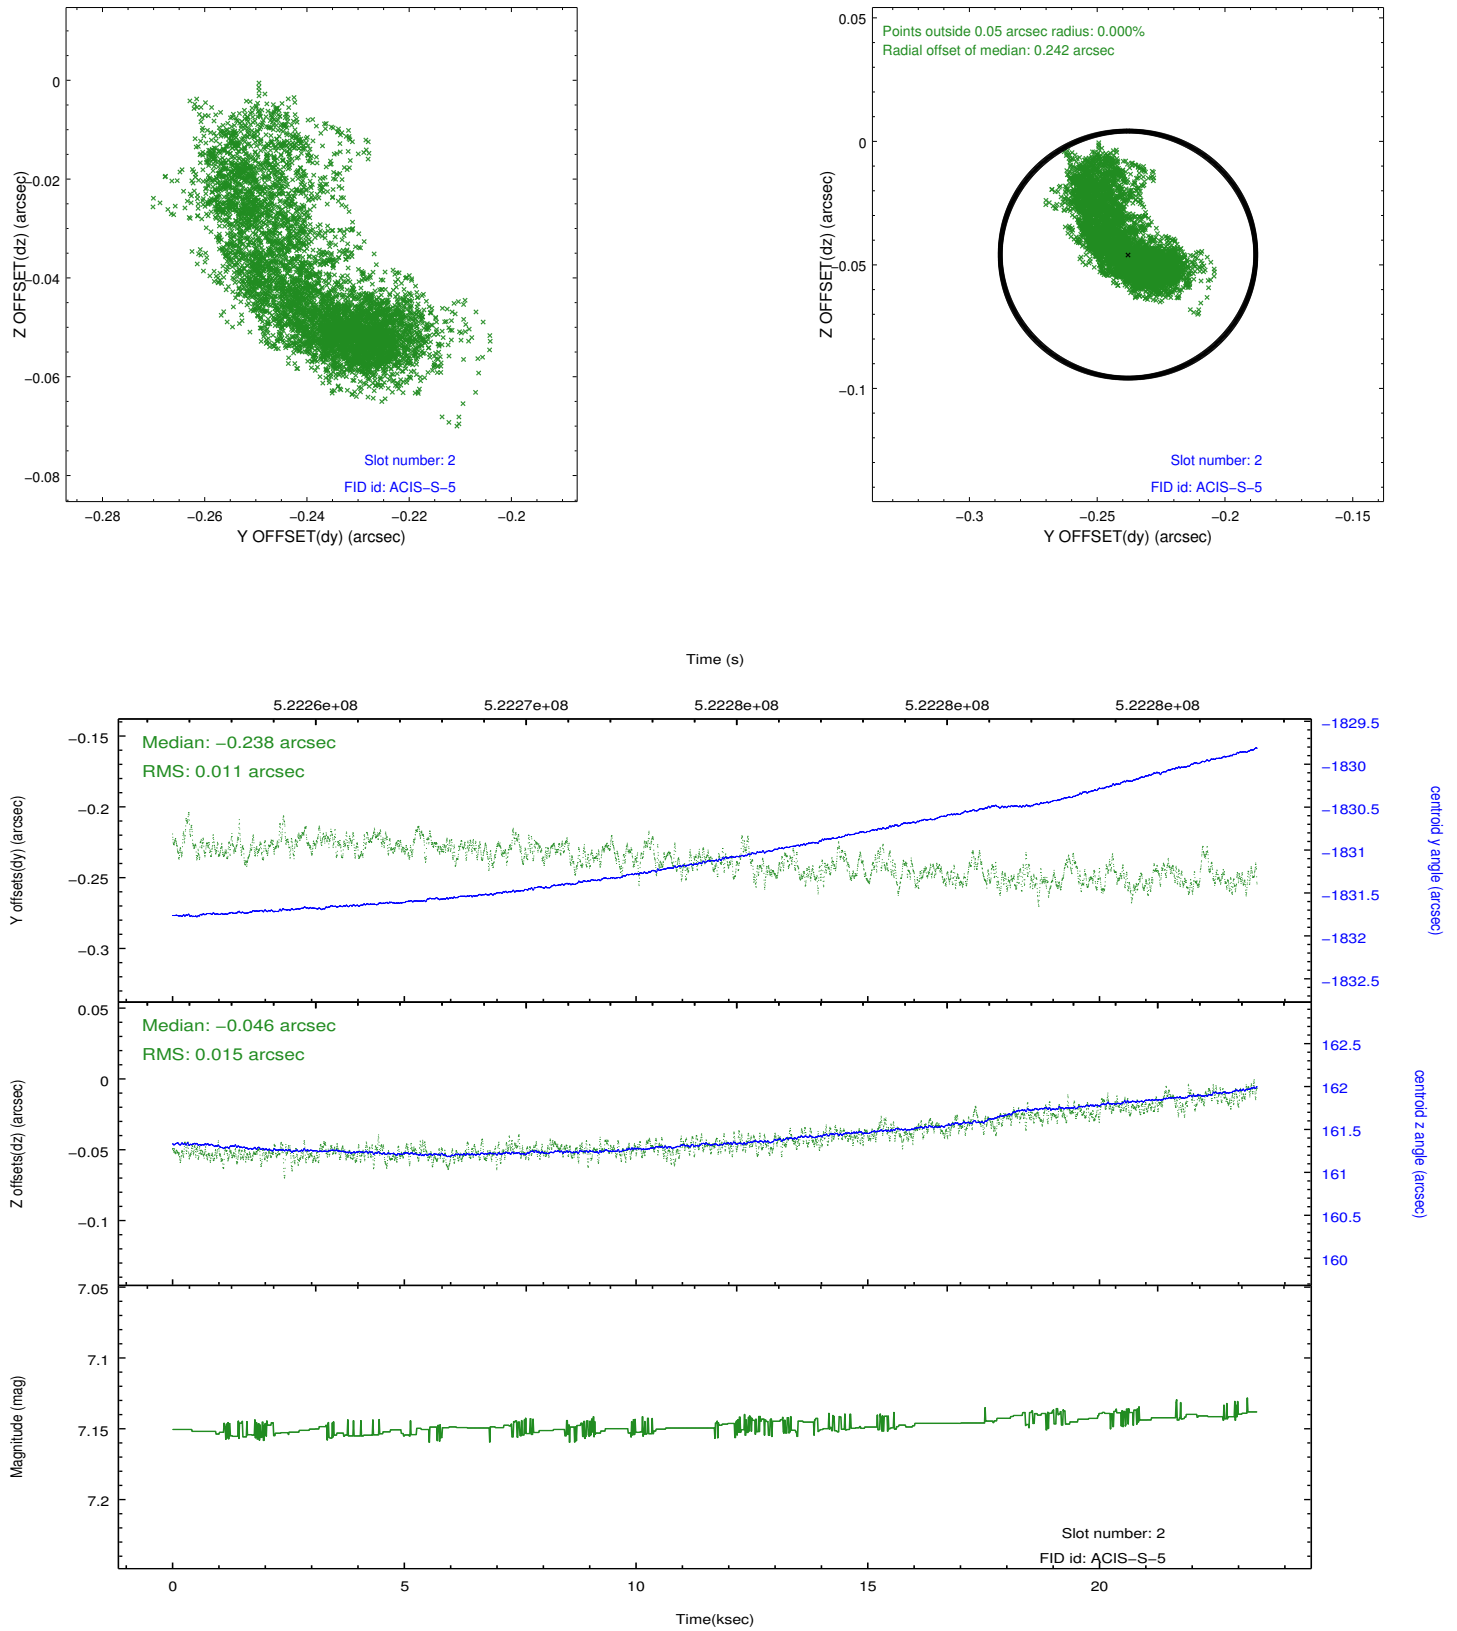 0
−0.02
−0.04
−0.06
−0.08
Z OFFSET(dz) (arcsec)
Slot number: 2
FID id: ACIS−S−5
−0.28
−0.26
−0.24
−0.22
−0.2
Y OFFSET(dy) (arcsec)
0.05
0
−0.05
−0.1
Z OFFSET(dz) (arcsec)
Points outside 0.05 arcsec radius: 0.000%
Radial offset of median: 0.242 arcsec
Slot number: 2
FID id: ACIS−S−5
−0.3
−0.25
−0.2
−0.15
Y OFFSET(dy) (arcsec)
Time (s)
5.2226e+08
5.2227e+08
5.2228e+08
5.2228e+08
5.2228e+08
−0.15
−0.2
−0.25
−0.3
Y offsets(dy) (arcsec)
Median: −0.238 arcsec
RMS: 0.011 arcsec
−1829.5
−1830
−1830.5
−1831
−1831.5
−1832
−1832.5
centroid y angle (arcsec)
0.05
0
−0.05
−0.1
Z offsets(dz) (arcsec)
Median: −0.046 arcsec
RMS: 0.015 arcsec
162.5
162
161.5
161
160.5
160
centroid z angle (arcsec)
7.05
7.1
7.15
7.2
Magnitude (mag)
Slot number: 2
FID id: ACIS−S−5
0
5
10
15
20
Time(ksec)